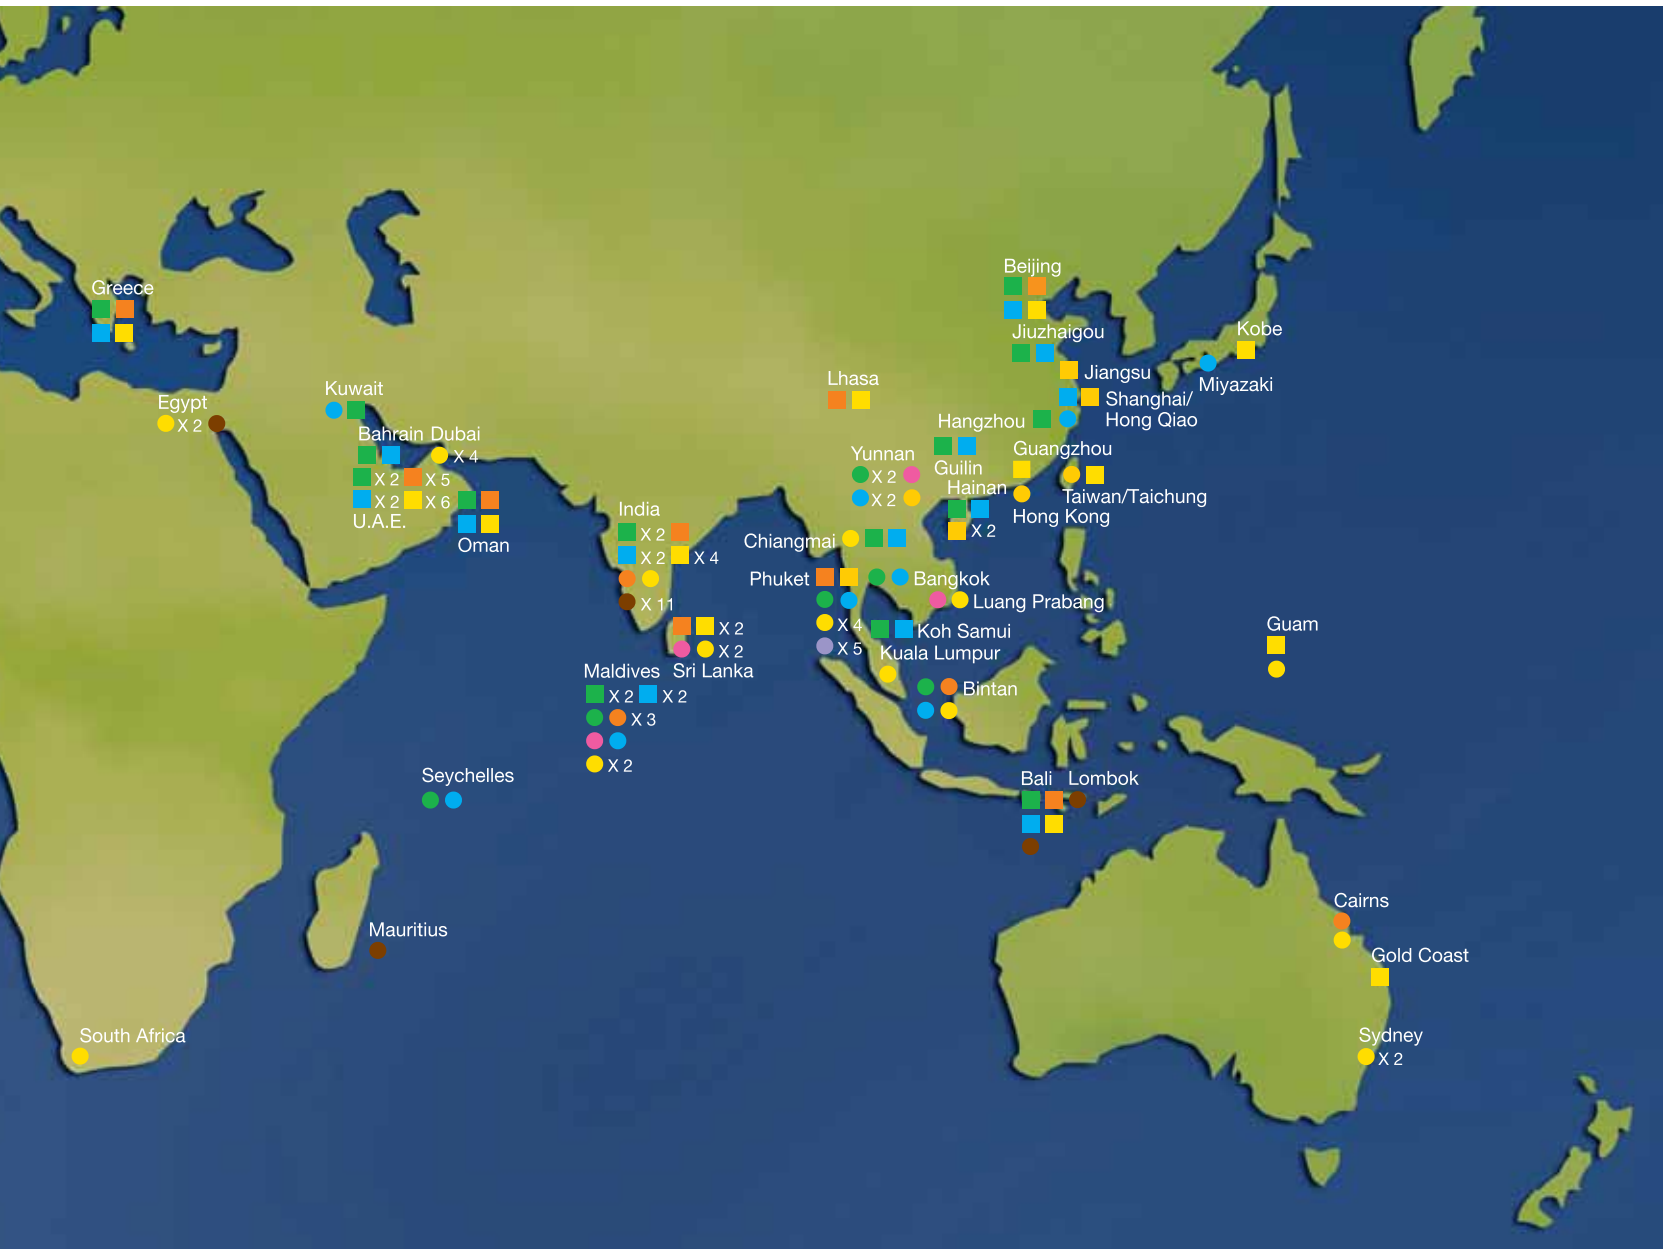 Beijing
Greece
Jiuzhaigou
Kobe
Jiangsu
Lhasa
Miyazaki
Kuwait
Shanghai/
Hong Qiao
Egypt
X 2
Hangzhou
Bahrain Dubai
X 4
Guangzhou
Yunnan
Guilin
X 2 X 5
X 2
Hainan
X 2 X 6
X 2
Taiwan/Taichung
U.A.E.
India
Hong Kong
X 2
X 2
Oman
Chiangmai
X 2 X 4
Phuket
Bangkok
X 11
Luang Prabang
X 4
Guam
X 2
Koh Samui
X 5
X 2
Kuala Lumpur
Maldives Sri Lanka
X 2 X 2
Bintan
X 3
X 2
Seychelles
Bali Lombok
Cairns
Mauritius
Gold Coast
South Africa
Sydney
X 2